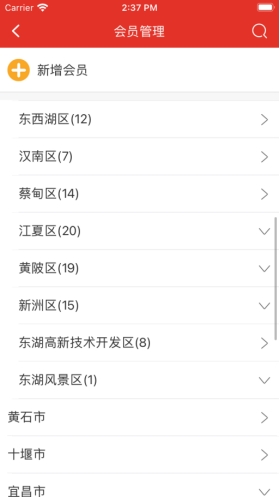 Carrier 2:37 PM
会员管理
新增会员
东西湖区(12)
汉南区(7)
蔡甸区(14)
江夏区(20)
黄陂区(19)
新洲区(15)
东湖高新技术开发区(8)
东湖风景区(1)
黄石市
十堰市
宜昌市